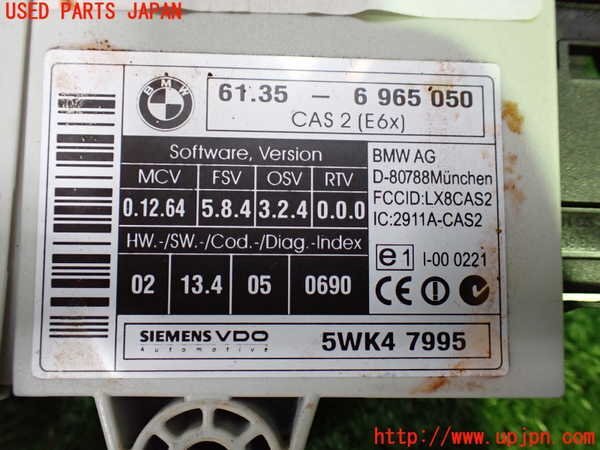 USED PARTS JAPAN
BMW
61.35 - 6 965 050
CAS 2 (E6x)
Software, Version
MCV FSV OSV RTV
0.12.64 5.8.4 3.2.4 0.0.0
HW.-/SW.-/Cod.-/Diag.-Index
02 13.4 05 0690
BMW AG
D-80788München
FCCID:LX8CAS2
IC:2911A-CAS2
e1 I-00 0221
CE
SIEMENS VDO
Automotive
5WK4 7995
http://www.upjpn.com/